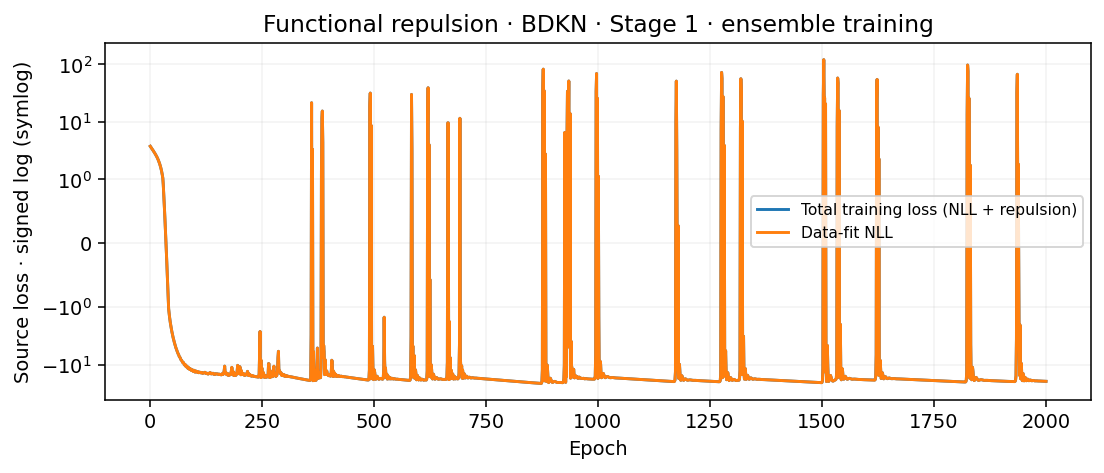 Functional repulsion · BDKN · Stage 1 · ensemble training
Source loss · signed log (symlog)
10²
10¹
10⁰
0
−10⁰
−10¹
Total training loss (NLL + repulsion)
Data-fit NLL
0 250 500 750 1000 1250 1500 1750 2000
Epoch